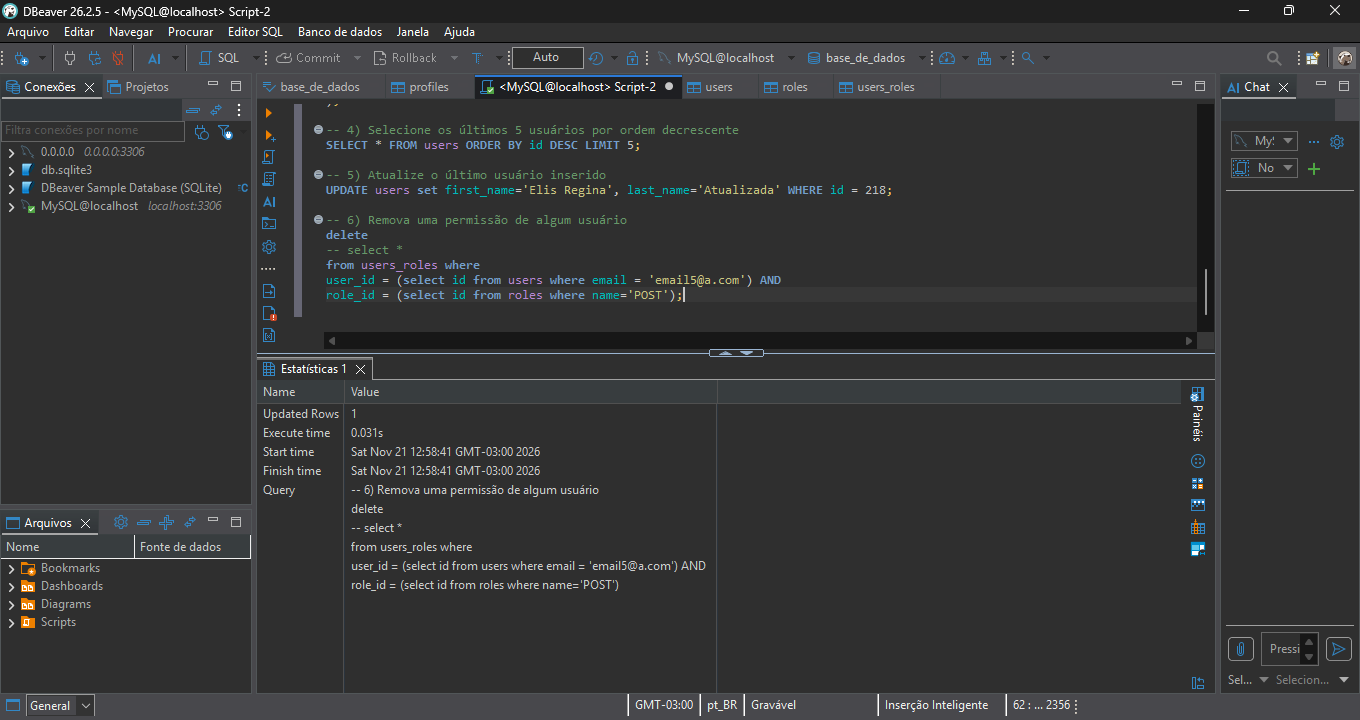 DBeaver 26.2.5 - <MySQL@localhost> Script-2
Arquivo Editar Navegar Procurar Editor SQL Banco de dados Janela Ajuda
AI SQL Commit Rollback T Auto MySQL@localhost base_de_dados
Conexões Projetos
base_de_dados profiles <MySQL@localhost> Script-2 users roles users_roles
AI Chat
Filtra conexões por nome
0.0.0.0 0.0.0.0:3306
db.sqlite3
DBeaver Sample Database (SQLite)
MySQL@localhost localhost:3306
AI
-- 4) Selecione os últimos 5 usuários por ordem decrescente
SELECT * FROM users ORDER BY id DESC LIMIT 5;
-- 5) Atualize o último usuário inserido
UPDATE users set first_name='Elis Regina', last_name='Atualizada' WHERE id = 218;
-- 6) Remova uma permissão de algum usuário
delete
-- select *
from users_roles where
user_id = (select id from users where email = 'email5@a.com') AND
role_id = (select id from roles where name='POST');
My:
No
Estatísticas 1
Name Value
Updated Rows 1
Execute time 0.031s
Start time Sat Nov 21 12:58:41 GMT-03:00 2026
Finish time Sat Nov 21 12:58:41 GMT-03:00 2026
Query -- 6) Remova uma permissão de algum usuário
delete
-- select *
from users_roles where
user_id = (select id from users where email = 'email5@a.com') AND
role_id = (select id from roles where name='POST')
Painéis
Arquivos
Nome Fonte de dados
Bookmarks
Dashboards
Diagrams
Scripts
Pressi
Sel... Selecion...
General
GMT-03:00 pt_BR Gravável Inserção Inteligente 62 : ... 2356